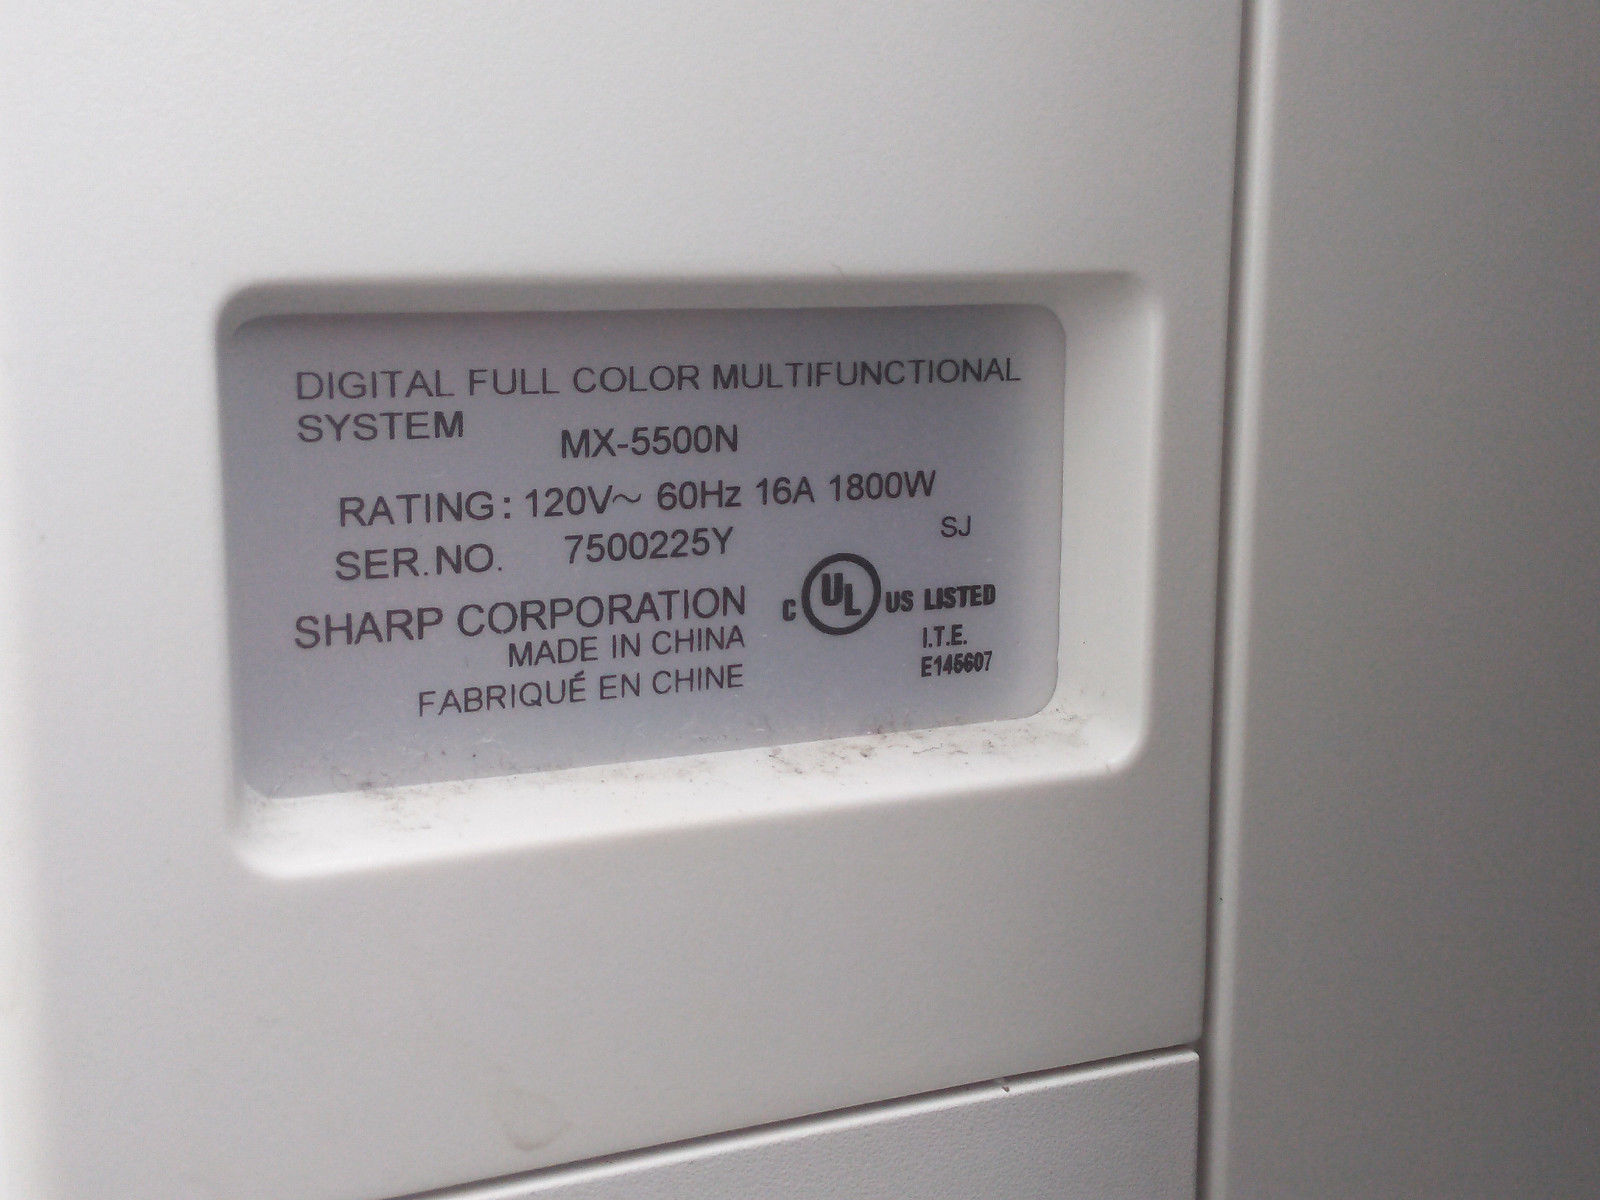 DIGITAL FULL COLOR MULTIFUNCTIONAL
SYSTEM
MX-5500N
RATING: 120V~ 60Hz 16A 1800W
SJ
SER.NO. 7500225Y
SHARP CORPORATION
MADE IN CHINA
FABRIQUÉ EN CHINE
C UL US LISTED
I.T.E.
E145607